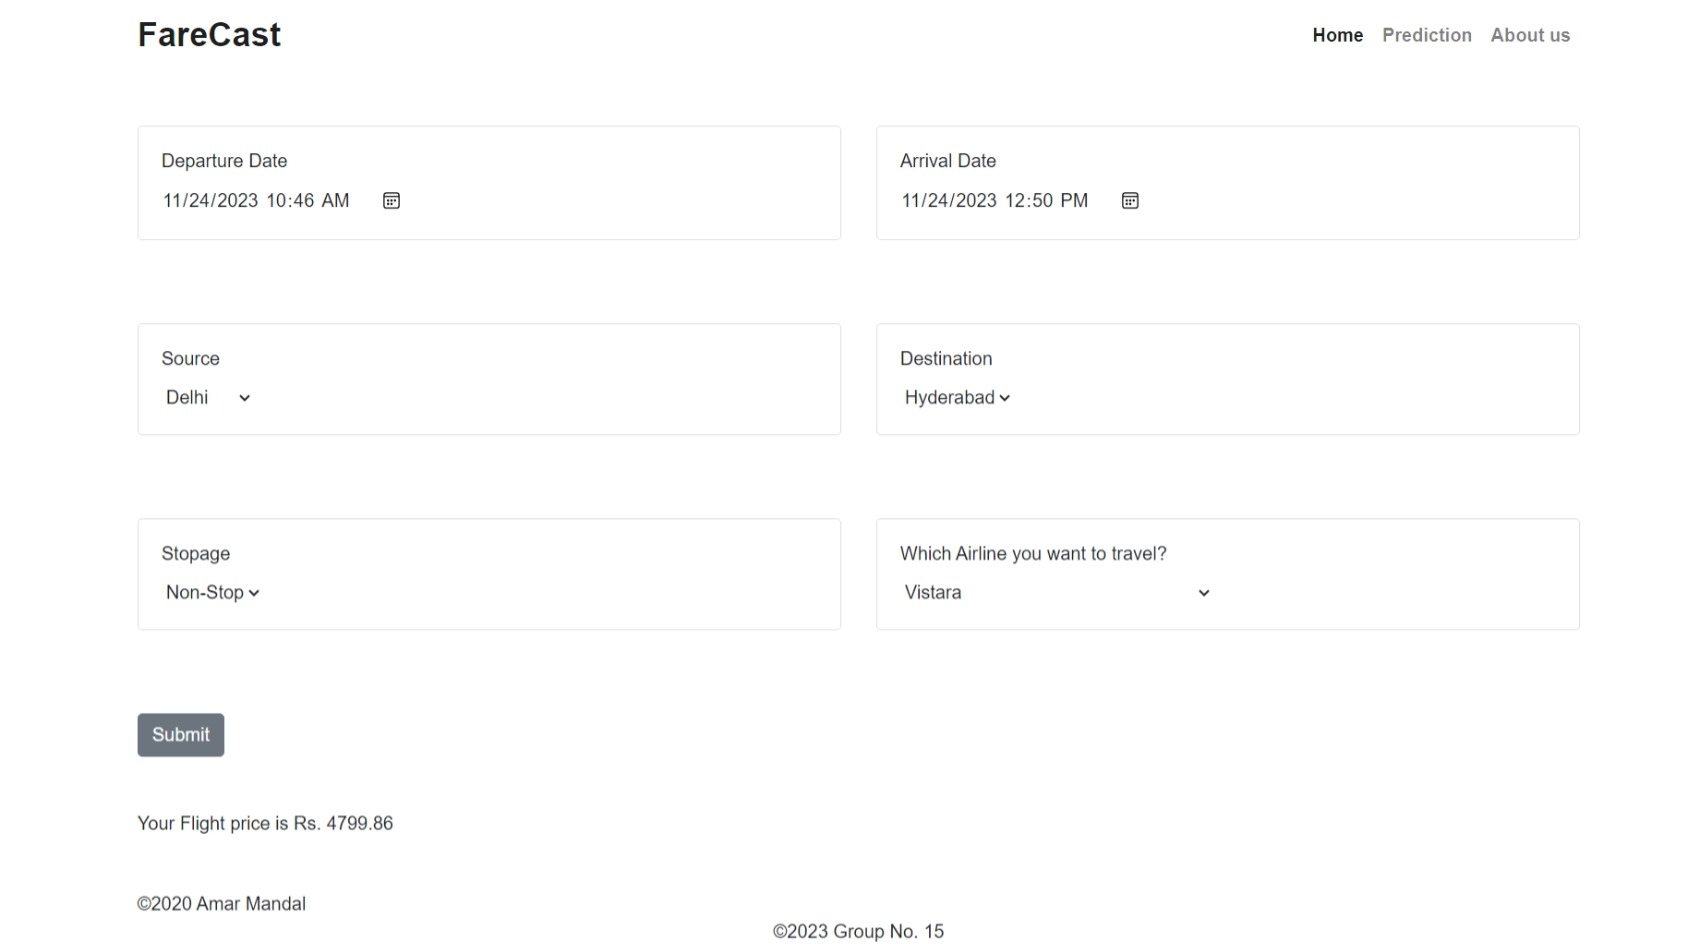 FareCast
Home Prediction About us
Departure Date
11/24/2023 10:46 AM
Arrival Date
11/24/2023 12:50 PM
Source
Delhi
Destination
Hyderabad
Stopage
Non-Stop
Which Airline you want to travel?
Vistara
Submit
Your Flight price is Rs. 4799.86
©2020 Amar Mandal
©2023 Group No. 15